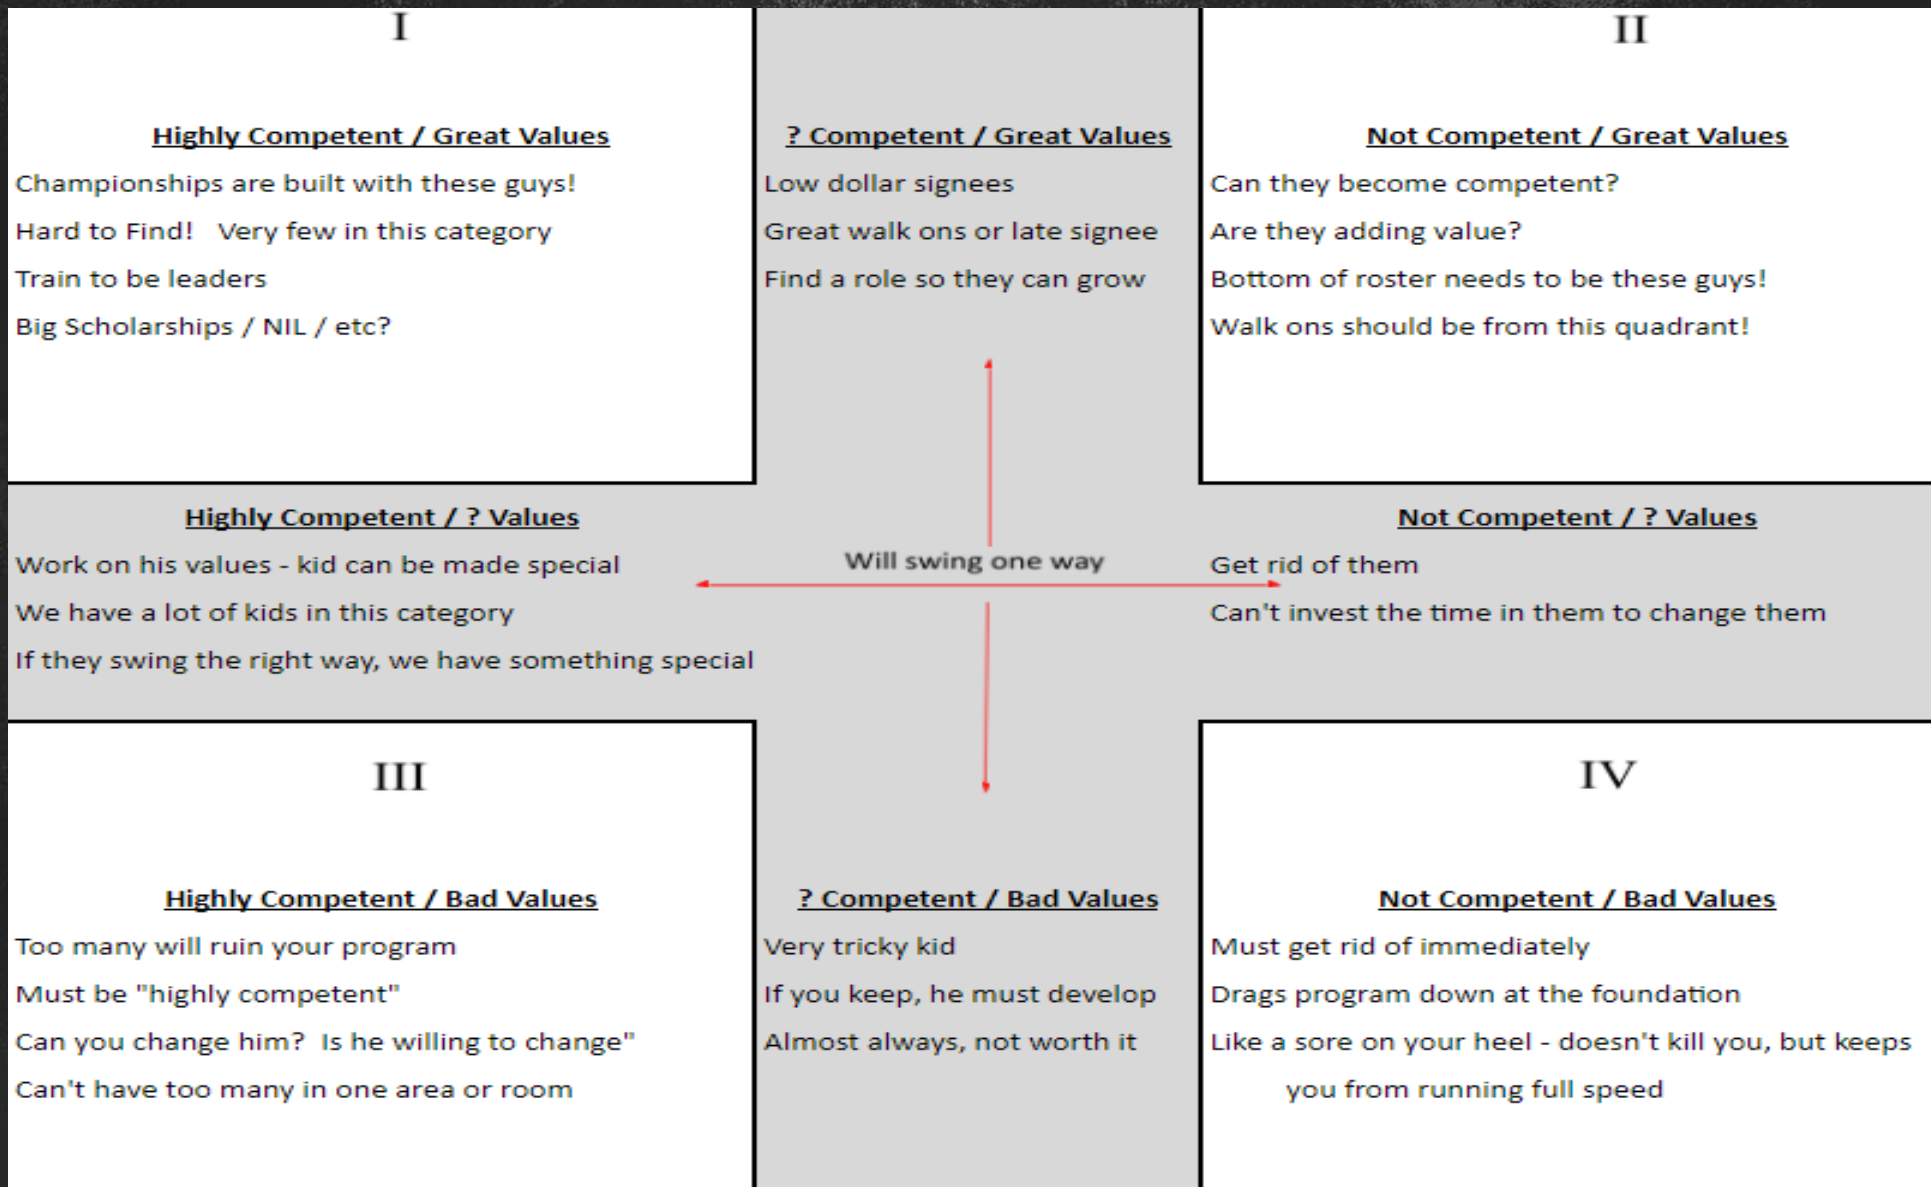 I
Highly Competent / Great Values
Championships are built with these guys!
Hard to Find!   Very few in this category
Train to be leaders
Big Scholarships / NIL / etc?
? Competent / Great Values
Low dollar signees
Great walk ons or late signee
Find a role so they can grow
II
Not Competent / Great Values
Can they become competent?
Are they adding value?
Bottom of roster needs to be these guys!
Walk ons should be from this quadrant!
Highly Competent / ? Values
Work on his values - kid can be made special
We have a lot of kids in this category
If they swing the right way, we have something special
Will swing one way
Not Competent / ? Values
Get rid of them
Can't invest the time in them to change them
III
Highly Competent / Bad Values
Too many will ruin your program
Must be "highly competent"
Can you change him?  Is he willing to change"
Can't have too many in one area or room
? Competent / Bad Values
Very tricky kid
If you keep, he must develop
Almost always, not worth it
IV
Not Competent / Bad Values
Must get rid of immediately
Drags program down at the foundation
Like a sore on your heel - doesn't kill you, but keeps
you from running full speed